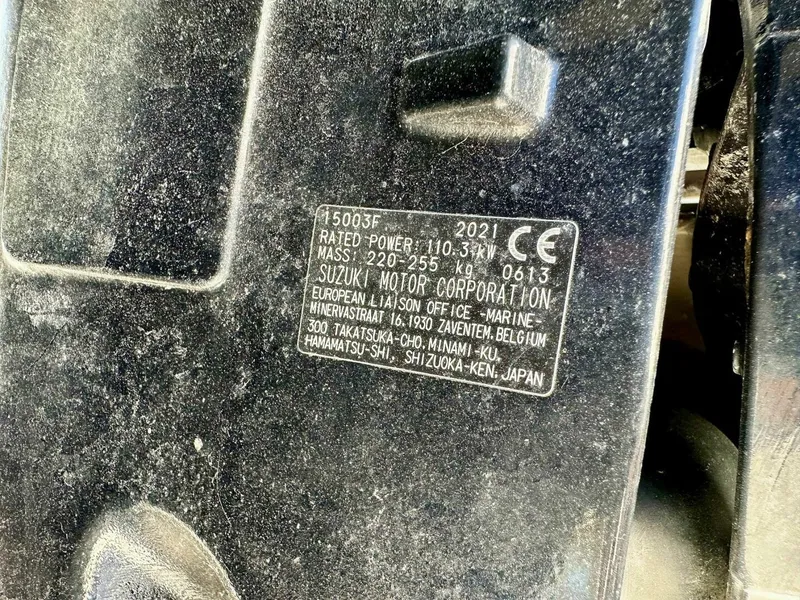 15003F 2021
RATED POWER: 110.3 kW CE
MASS: 220-255 kg 0613
SUZUKI MOTOR CORPORATION
EUROPEAN LIAISON OFFICE -MARINE-
MINERVASTRAAT 16,1930 ZAVENTEM,BELGIUM
300 TAKATSUKA-CHO,MINAMI-KU,
HAMAMATSU-SHI, SHIZUOKA-KEN,JAPAN